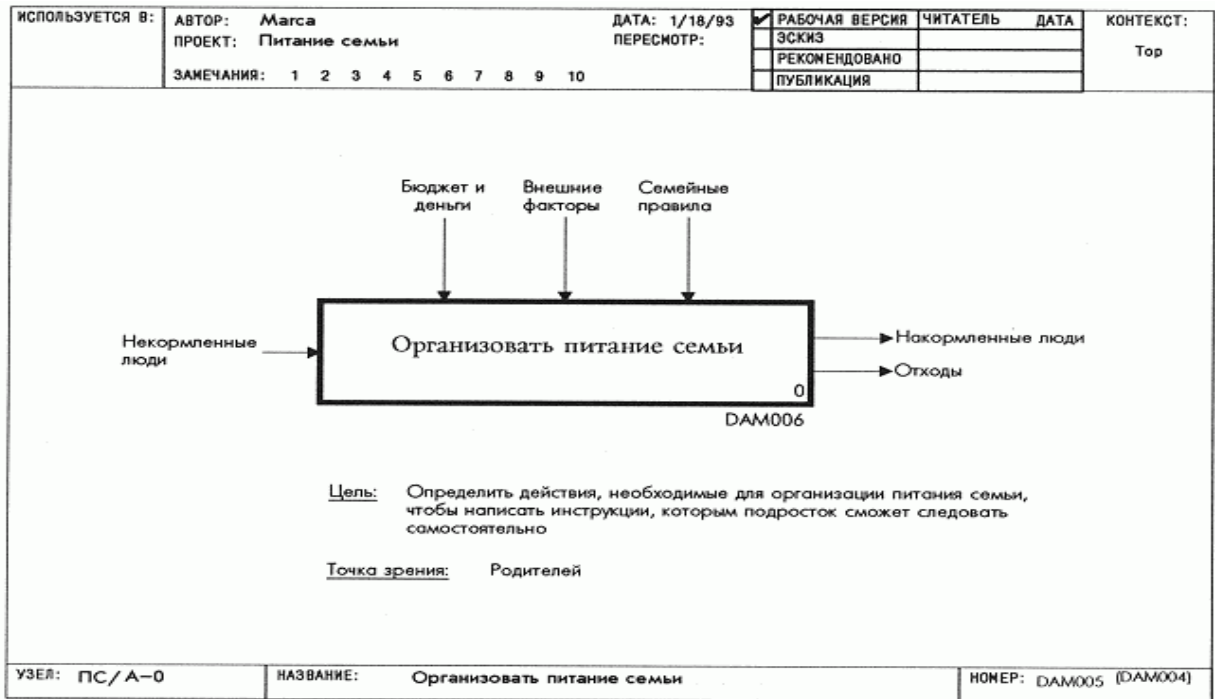 ИСПОЛЬЗУЕТСЯ В:
АВТОР: Marca
ДАТА: 1/18/93
ПРОЕКТ: Питание семьи
ПЕРЕСМОТР:
ЗАМЕЧАНИЯ: 1 2 3 4 5 6 7 8 9 10
✔ РАБОЧАЯ ВЕРСИЯ
ЭСКИЗ
РЕКОМЕНДОВАНО
ПУБЛИКАЦИЯ
ЧИТАТЕЛЬ ДАТА
КОНТЕКСТ:
Top
Бюджет и
деньги
Внешние
факторы
Семейные
правила
Некормленные
люди
Организовать питание семьи
0
Накормленные люди
Отходы
DAM006
Цель: Определить действия, необходимые для организации питания семьи,
чтобы написать инструкции, которым подросток сможет следовать
самостоятельно
Точка зрения: Родителей
УЗЕЛ: ПС/А-0
НАЗВАНИЕ: Организовать питание семьи
НОМЕР: DAM005 (DAM004)